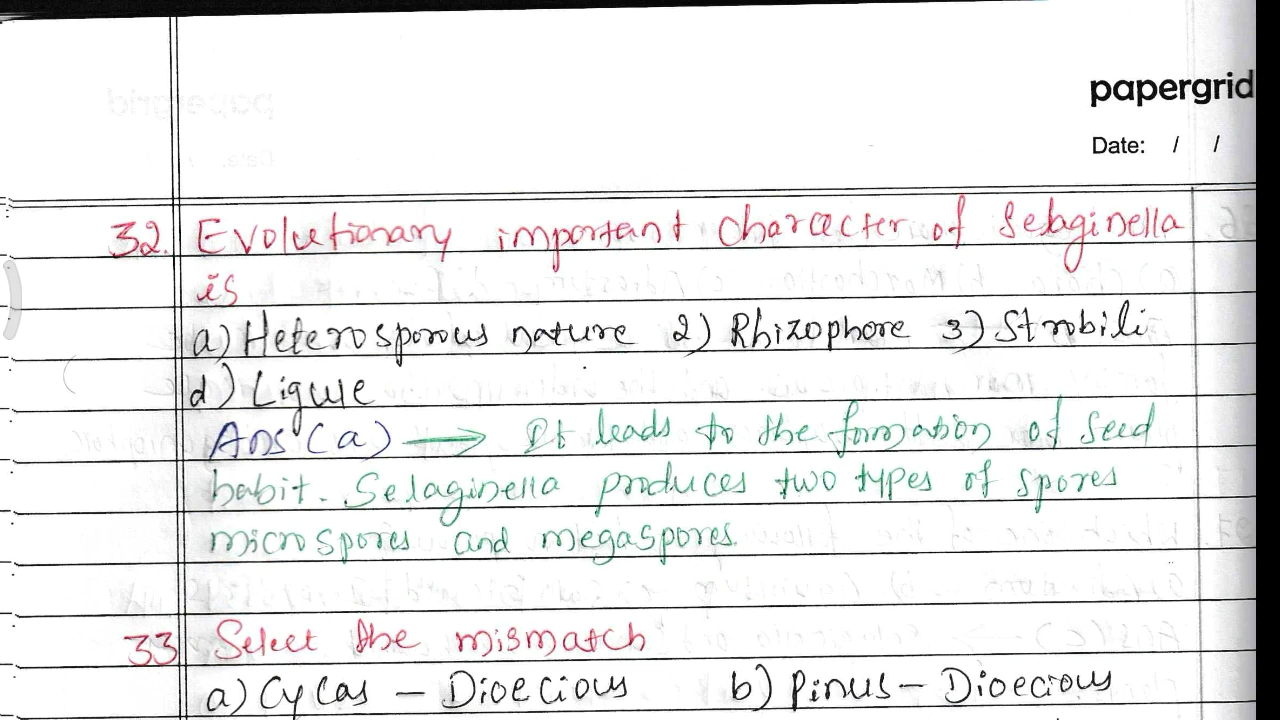 papergrid
Date: / /
32. Evolutionary important character of Selaginella
is
a) Heterosporous nature 2) Rhizophore 3) Strobili
d) Ligule
Ans (a) → It leads to the formation of seed
habit. Selaginella produces two types of spores
microspores and megaspores.
33 Select the mismatch
a) Cycas – Dioecious b) Pinus – Dioecious